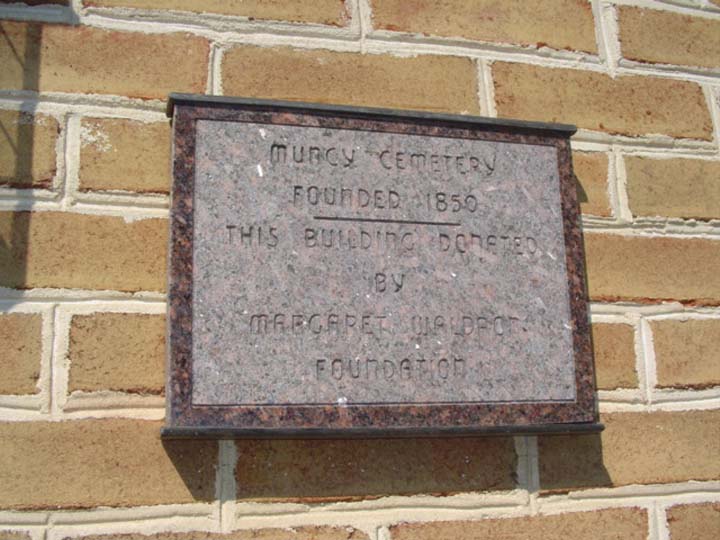 MUNCY CEMETERY
FOUNDED 1850
THIS BUILDING DONATED
BY
MARGARET WALDRON
FOUNDATION